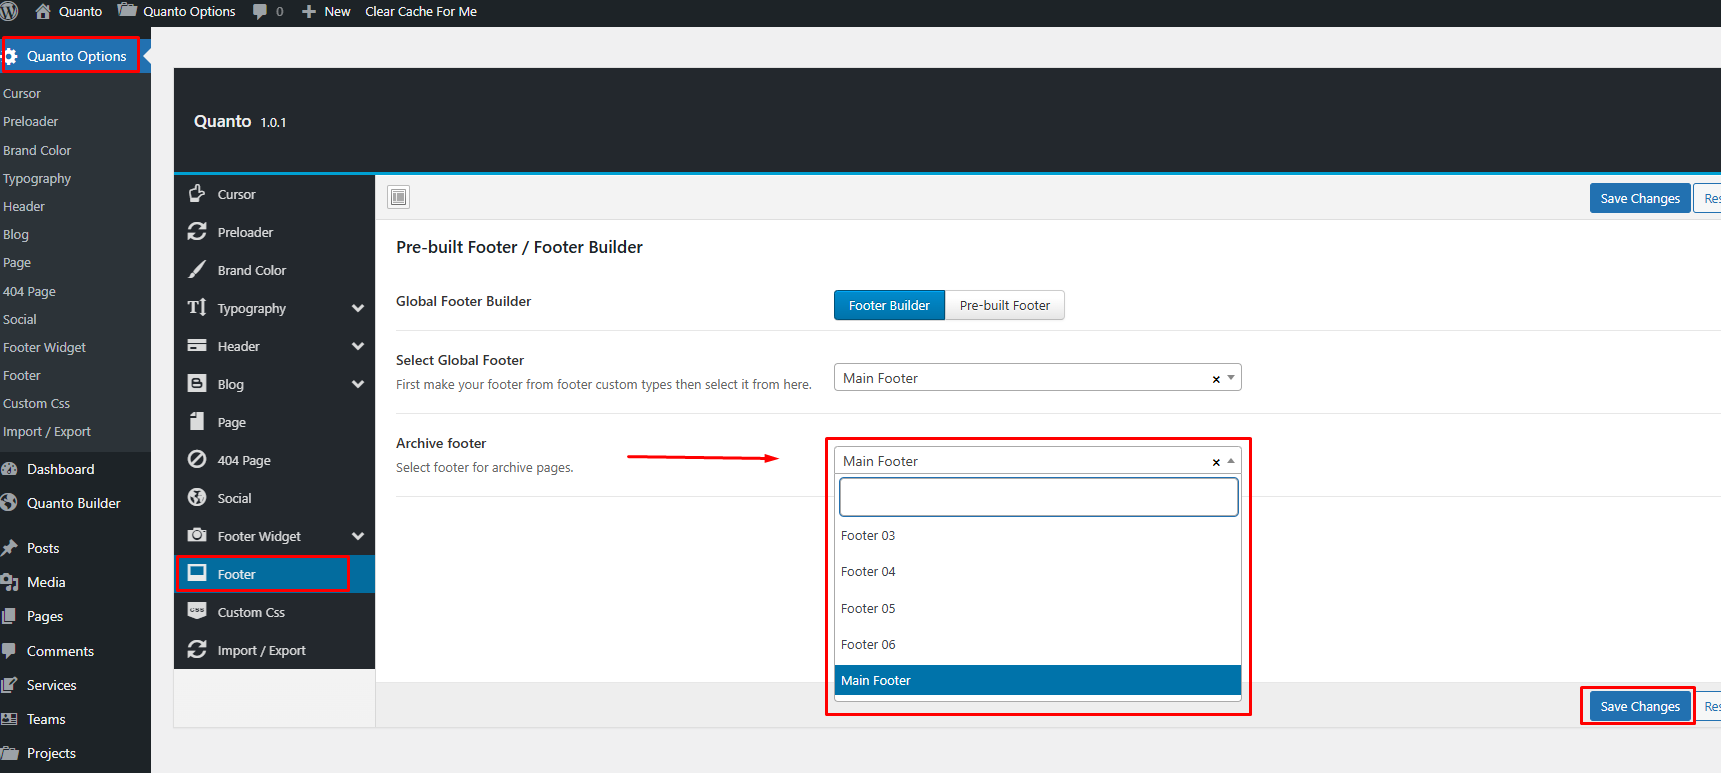 Quanto
Quanto Options
0
New
Clear Cache For Me
Quanto Options
Cursor
Preloader
Brand Color
Typography
Header
Blog
Page
404 Page
Social
Footer Widget
Footer
Custom Css
Import / Export
Dashboard
Quanto Builder
Posts
Media
Pages
Comments
Services
Teams
Projects
Quanto 1.0.1
Cursor
Preloader
Brand Color
Typography
Header
Blog
Page
404 Page
Social
Footer Widget
Footer
Custom Css
Import / Export
Save Changes
Res
Pre-built Footer / Footer Builder
Global Footer Builder
Footer Builder
Pre-built Footer
Select Global Footer
First make your footer from footer custom types then select it from here.
Main Footer
Archive footer
Select footer for archive pages.
Main Footer
Footer 03
Footer 04
Footer 05
Footer 06
Main Footer
Save Changes
Res